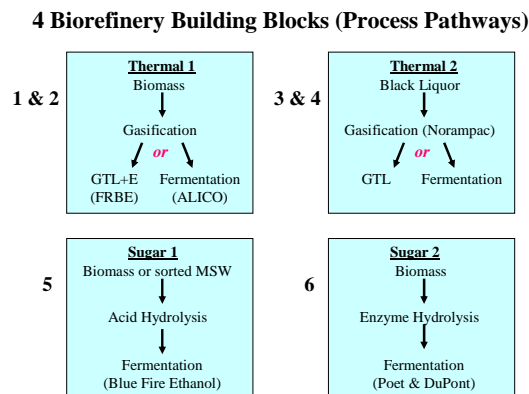 4 Biorefinery Building Blocks (Process Pathways)
1 & 2
Thermal 1
Biomass
Gasification
or
GTL+E Fermentation
(FRBE) (ALICO)
3 & 4
Thermal 2
Black Liquor
Gasification (Norampac)
or
GTL Fermentation
5
Sugar 1
Biomass or sorted MSW
Acid Hydrolysis
Fermentation
(Blue Fire Ethanol)
6
Sugar 2
Biomass
Enzyme Hydrolysis
Fermentation
(Poet & DuPont)